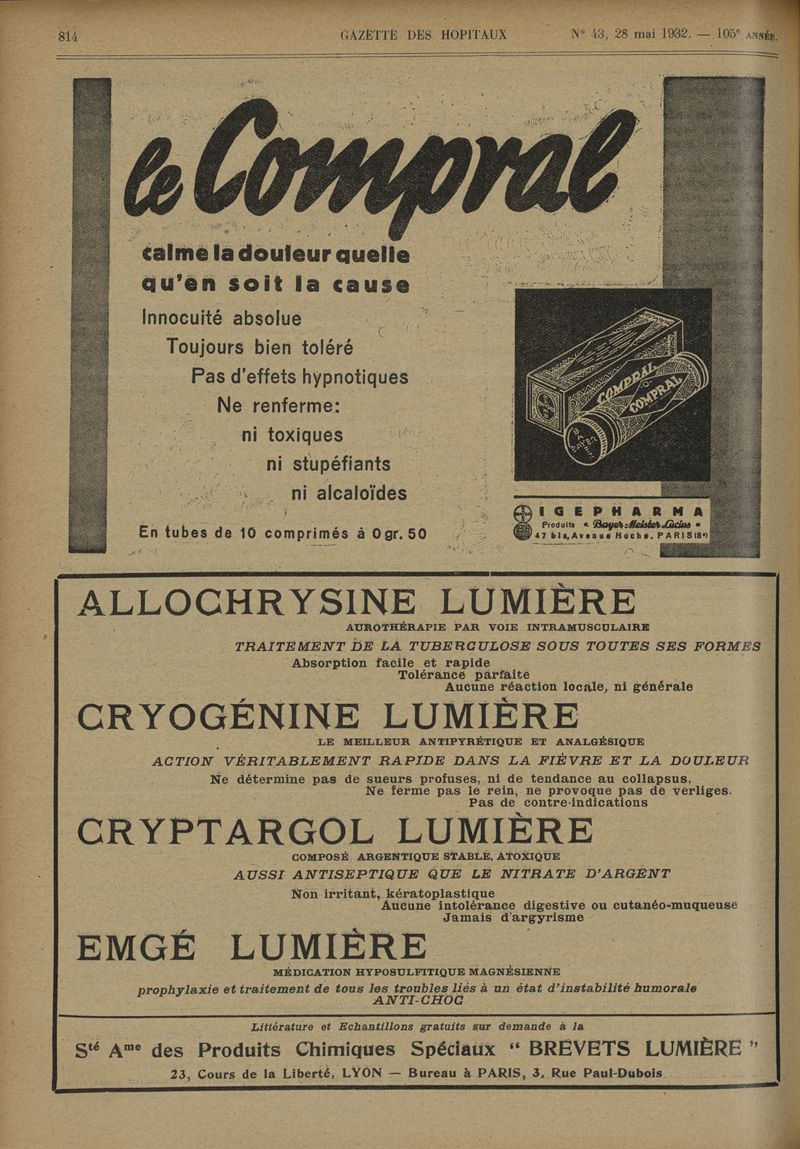 814
GAZETTE DES HOPITAUX
N° 43, 28 mai 1932. — 105e ANNÉE.
le Compral
calme la douleur quelle
qu'en soit la cause
Innocuité absolue
Toujours bien toléré
Pas d'effets hypnotiques
Ne renferme:
ni toxiques
ni stupéfiants
ni alcaloïdes
En tubes de 10 comprimés à 0gr. 50
COMPRAL
COMPRAL
BAYER
IGEPHARMA
Produits « Bayer-Meister-Lucius »
47 bis, Avenue Hoche. PARIS (8e)
ALLOCHRYSINE LUMIÈRE
AUROTHÉRAPIE PAR VOIE INTRAMUSCULAIRE
TRAITEMENT DE LA TUBERCULOSE SOUS TOUTES SES FORMES
Absorption facile et rapide
Tolérance parfaite
Aucune réaction locale, ni générale
CRYOGÉNINE LUMIÈRE
LE MEILLEUR ANTIPYRÉTIQUE ET ANALGÉSIQUE
ACTION VÉRITABLEMENT RAPIDE DANS LA FIÈVRE ET LA DOULEUR
Ne détermine pas de sueurs profuses, ni de tendance au collapsus,
Ne ferme pas le rein, ne provoque pas de verliges.
Pas de contre-indications
CRYPTARGOL LUMIÈRE
COMPOSÉ ARGENTIQUE STABLE, ATOXIQUE
AUSSI ANTISEPTIQUE QUE LE NITRATE D'ARGENT
Non irritant, kératoplastique
Aucune intolérance digestive ou cutanéo-muqueuse
Jamais d'argyrisme
EMGÉ LUMIÈRE
MÉDICATION HYPOSULFITIQUE MAGNÉSIENNE
prophylaxie et traitement de tous les troubles liés à un état d'instabilité humorale
ANTI-CHOC
Littérature et Echantillons gratuits sur demande à la
Sté Ame des Produits Chimiques Spéciaux “ BREVETS LUMIÈRE ”
23, Cours de la Liberté, LYON — Bureau à PARIS, 3, Rue Paul-Dubois